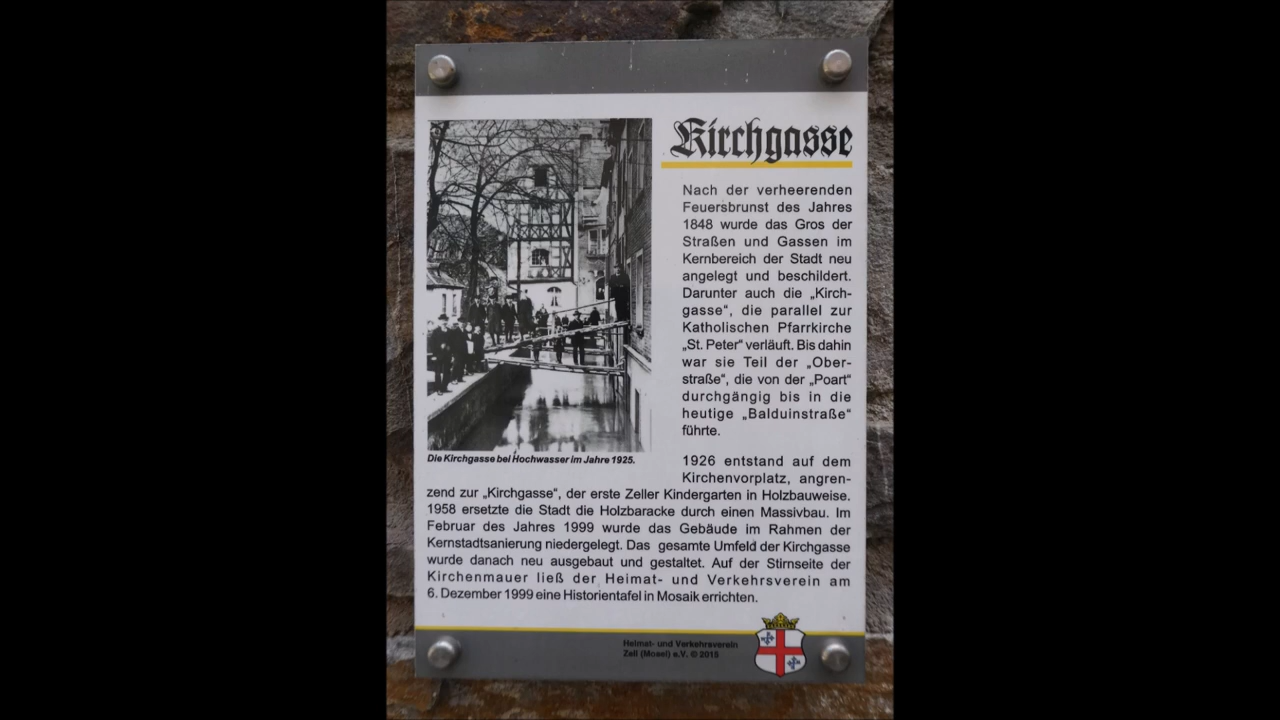 Kirchgasse
Nach der verheerenden
Feuersbrunst des Jahres
1848 wurde das Gros der
Straßen und Gassen im
Kernbereich der Stadt neu
angelegt und beschildert.
Darunter auch die „Kirch-
gasse“, die parallel zur
Katholischen Pfarrkirche
„St. Peter“ verläuft. Bis dahin
war sie Teil der „Ober-
straße“, die von der „Poart“
durchgängig bis in die
heutige „Balduinstraße“
führte.
Die Kirchgasse bei Hochwasser im Jahre 1925.
1926 entstand auf dem
Kirchenvorplatz, angren-
zend zur „Kirchgasse“, der erste Zeller Kindergarten in Holzbauweise.
1958 ersetzte die Stadt die Holzbaracke durch einen Massivbau. Im
Februar des Jahres 1999 wurde das Gebäude im Rahmen der
Kernstadtsanierung niedergelegt. Das gesamte Umfeld der Kirchgasse
wurde danach neu ausgebaut und gestaltet. Auf der Stirnseite der
Kirchenmauer ließ der Heimat- und Verkehrsverein am
6. Dezember 1999 eine Historientafel in Mosaik errichten.
Heimat- und Verkehrsverein
Zell (Mosel) e.V. © 2015